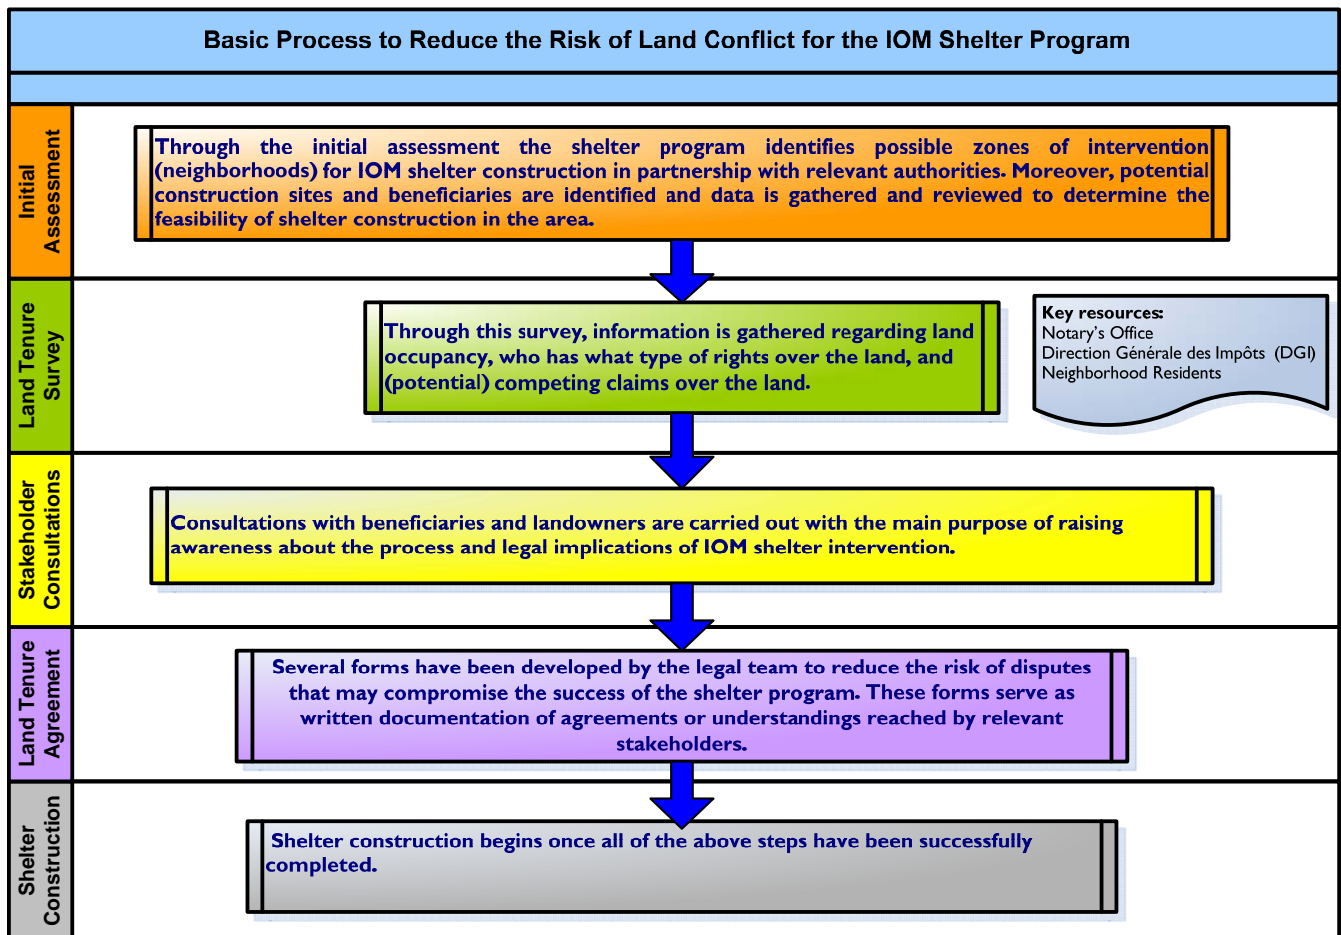 Basic Process to Reduce the Risk of Land Conflict for the IOM Shelter Program
Initial
Assessment
Through the initial assessment the shelter program identifies possible zones of intervention
(neighborhoods) for IOM shelter construction in partnership with relevant authorities. Moreover, potential
construction sites and beneficiaries are identified and data is gathered and reviewed to determine the
feasibility of shelter construction in the area.
Land Tenure
Survey
Through this survey, information is gathered regarding land
occupancy, who has what type of rights over the land, and
(potential) competing claims over the land.
Key resources:
Notary's Office
Direction Générale des Impôts (DGI)
Neighborhood Residents
Stakeholder
Consultations
Consultations with beneficiaries and landowners are carried out with the main purpose of raising
awareness about the process and legal implications of IOM shelter intervention.
Land Tenure
Agreement
Several forms have been developed by the legal team to reduce the risk of disputes
that may compromise the success of the shelter program. These forms serve as
written documentation of agreements or understandings reached by relevant
stakeholders.
Shelter
Construction
Shelter construction begins once all of the above steps have been successfully
completed.